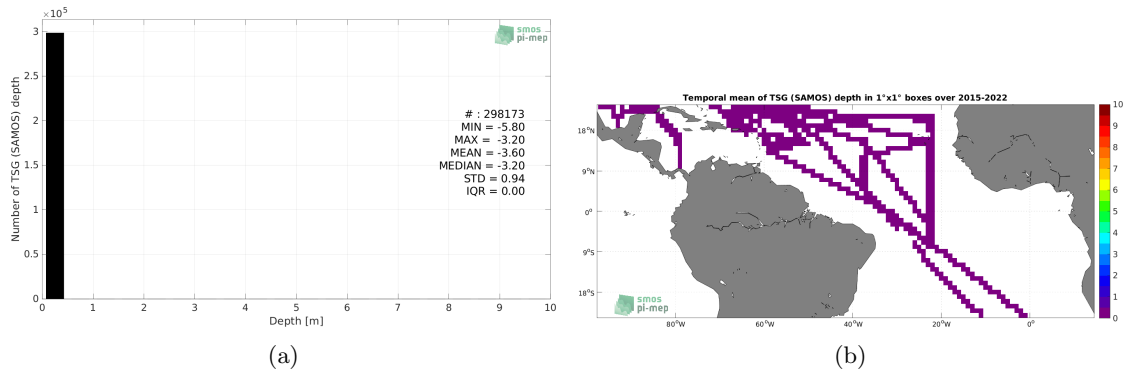 ×10⁵
3
2.5
2
1.5
1
0.5
0
Number of TSG (SAMOS) depth
0 1 2 3 4 5 6 7 8 9 10
Depth [m]
smos
pi-mep
# : 298173
MIN = -5.80
MAX = -3.20
MEAN = -3.60
MEDIAN = -3.20
STD = 0.94
IQR = 0.00
(a)
Temporal mean of TSG (SAMOS) depth in 1°x1° boxes over 2015-2022
18°N
9°N
0°
9°S
18°S
80°W 60°W 40°W 20°W 0°
smos
pi-mep
10
9
8
7
6
5
4
3
2
1
0
(b)